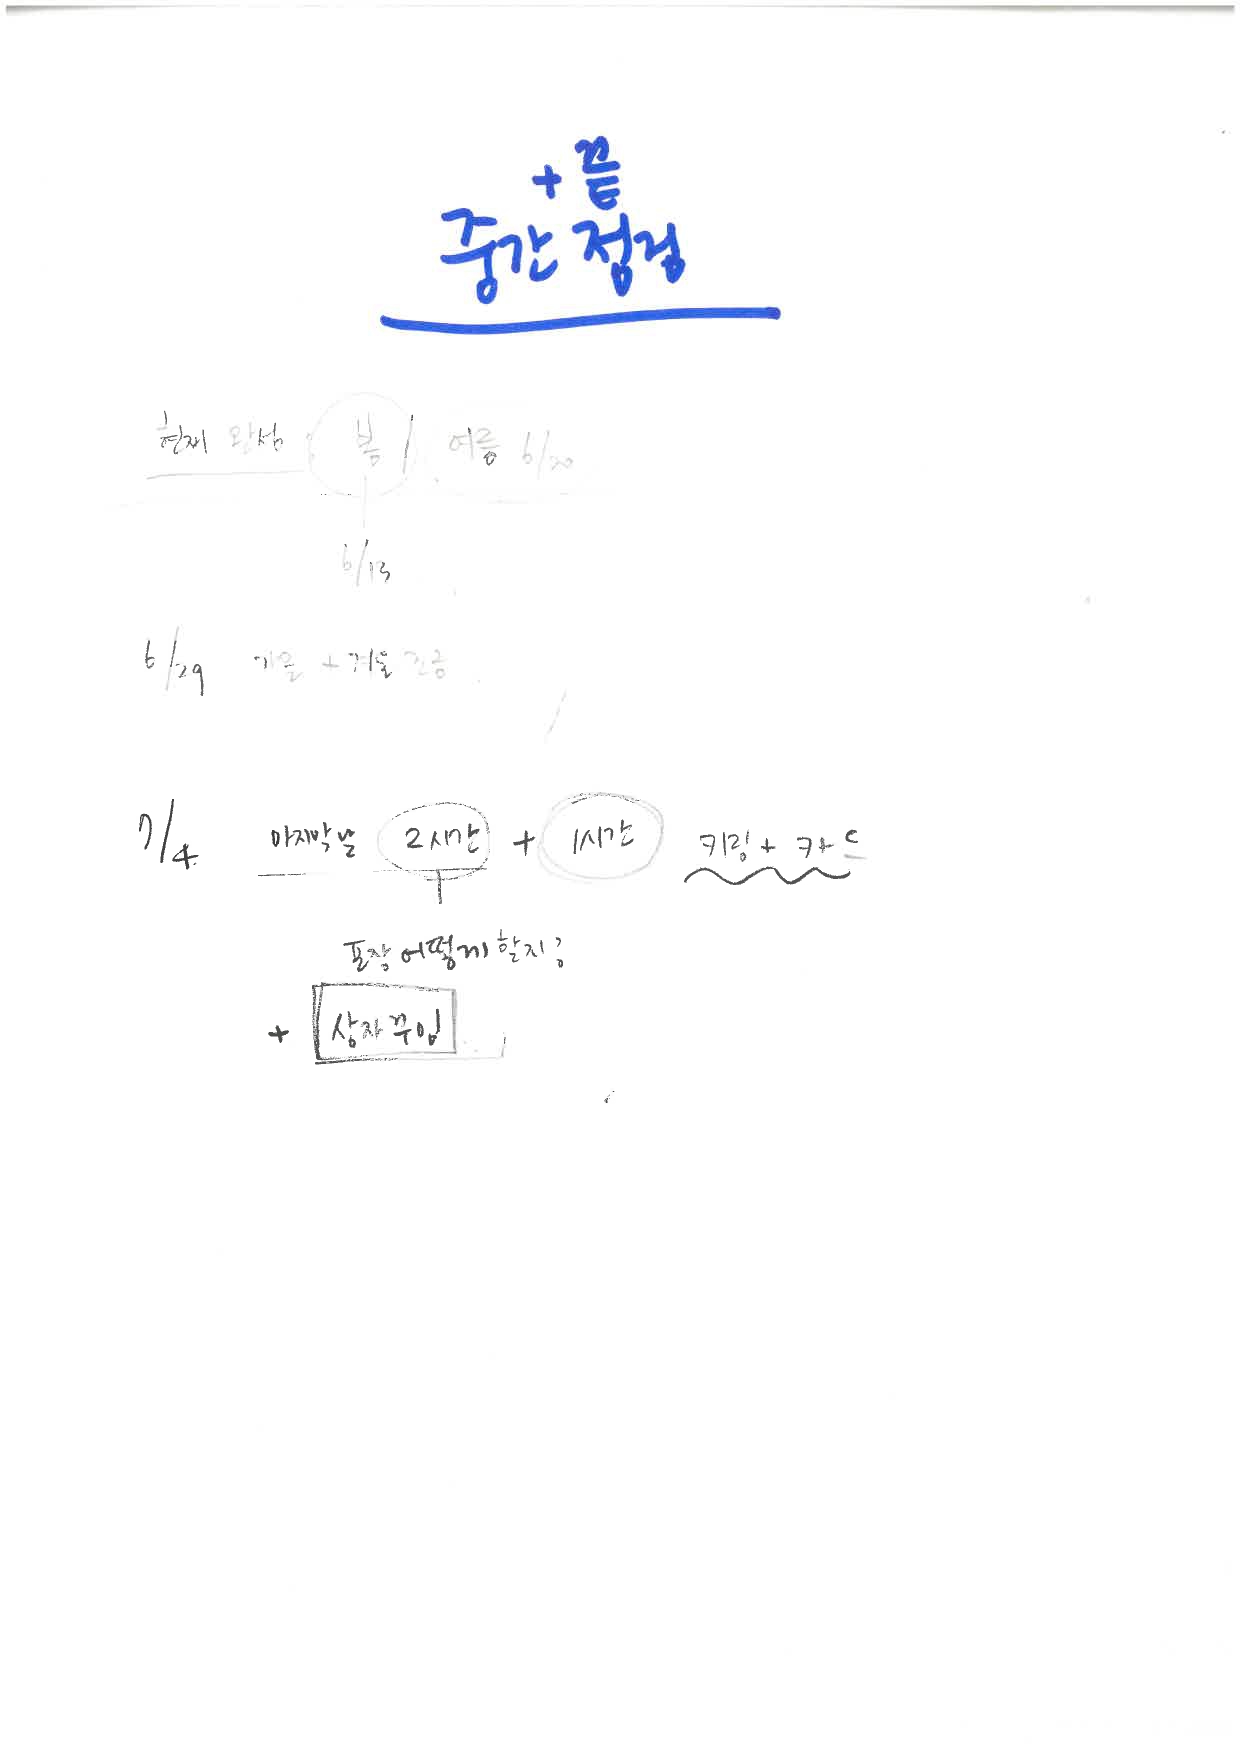 + 끝
중간 점검
현재 완성 : 봄 / 여름 6/20
6/13
6/29 가을 + 겨울 조금
7/4 마지막날 2시간 + 1시간 키링 + 카드
포장 어떻게 할지?
+ 상자 꾸밈